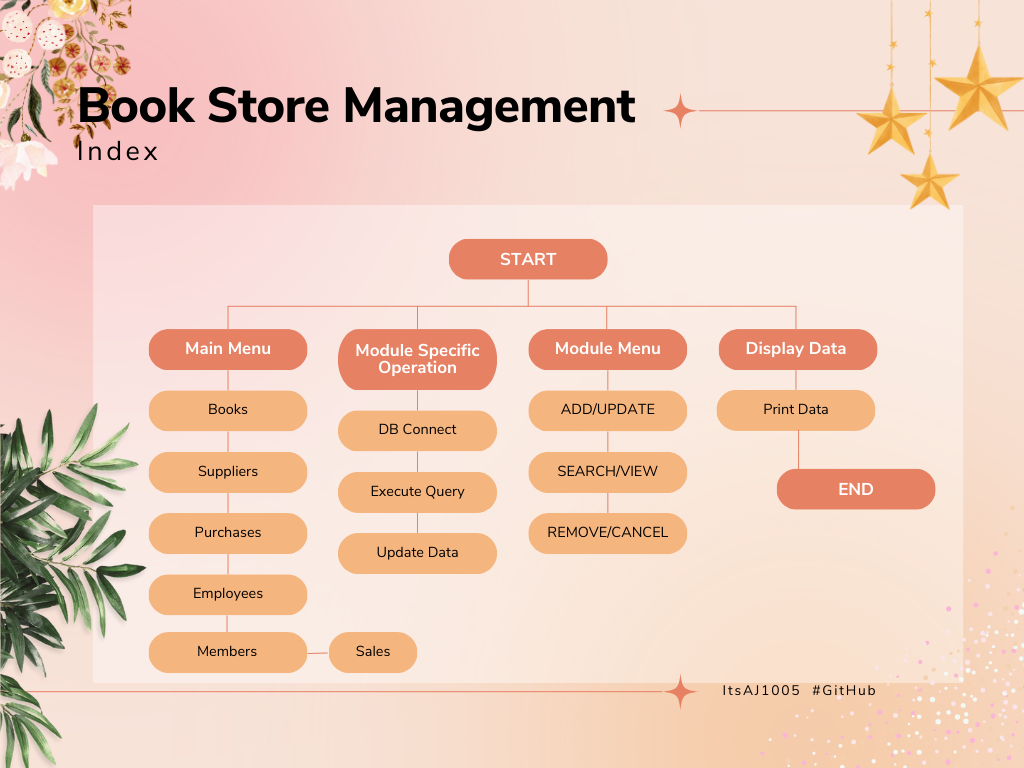 Book Store Management
Index
START
Main Menu
Module Specific
Operation
Module Menu
Display Data
Books
DB Connect
ADD/UPDATE
Print Data
Suppliers
Execute Query
SEARCH/VIEW
END
Purchases
Update Data
REMOVE/CANCEL
Employees
Members
Sales
ItsAJ1005 #GitHub